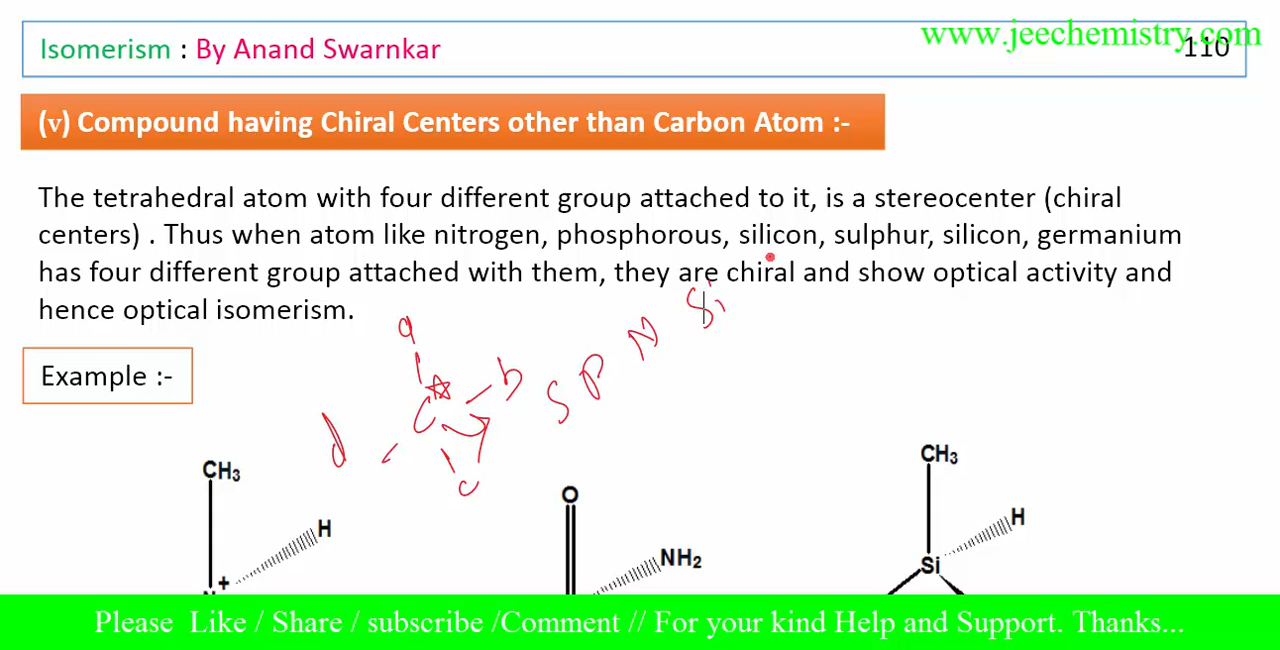 Isomerism : By Anand Swarnkar
www.jeechemistry.com
110
(v) Compound having Chiral Centers other than Carbon Atom :-
The tetrahedral atom with four different group attached to it, is a stereocenter (chiral
centers) . Thus when atom like nitrogen, phosphorous, silicon, sulphur, silicon, germanium
has four different group attached with them, they are chiral and show optical activity and
hence optical isomerism.
Example :-
a
C b S P N Si
d
c
CH3
H
N+
O
NH2
CH3
H
Si
Please Like / Share / subscribe /Comment // For your kind Help and Support. Thanks...